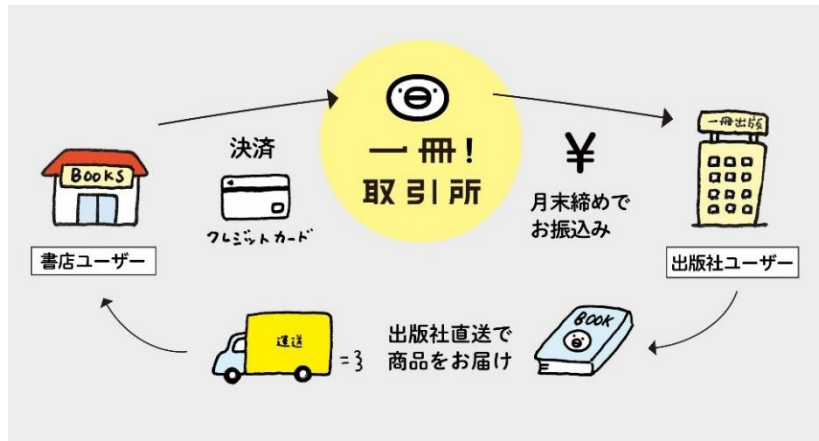 一冊!
取引所
決済
クレジットカード
¥
月末締めで
お振込み
BOOKS
書店ユーザー
一冊出版
出版社ユーザー
運送
出版社直送で
商品をお届け
BOOK